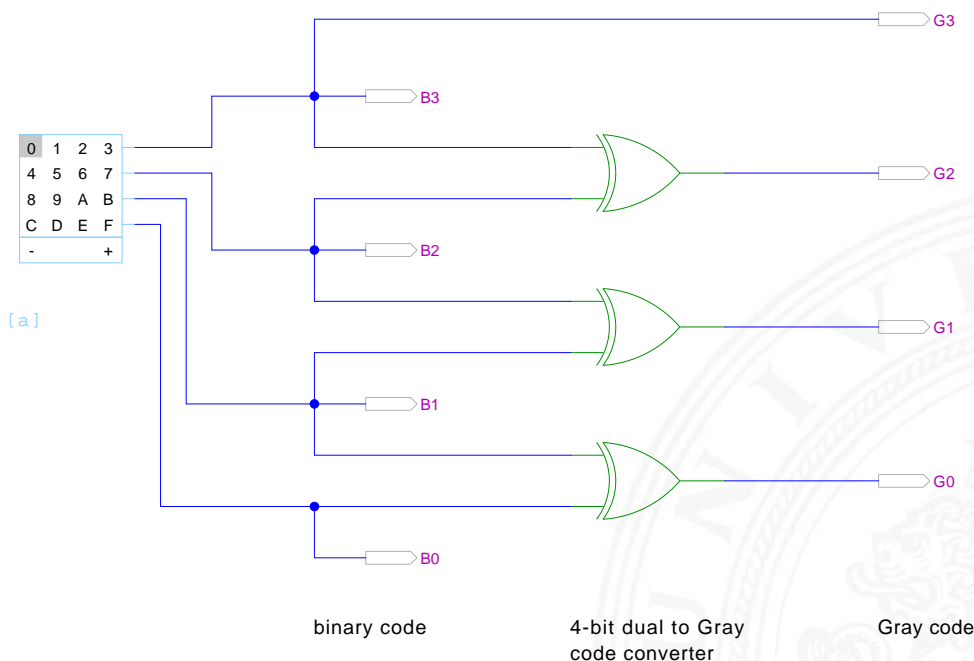 G3
B3
0 1 2 3
4 5 6 7
8 9 A B
C D E F
- +
G2
B2
[a]
G1
B1
G0
B0
binary code
4-bit dual to Gray
code converter
Gray code
UNIV